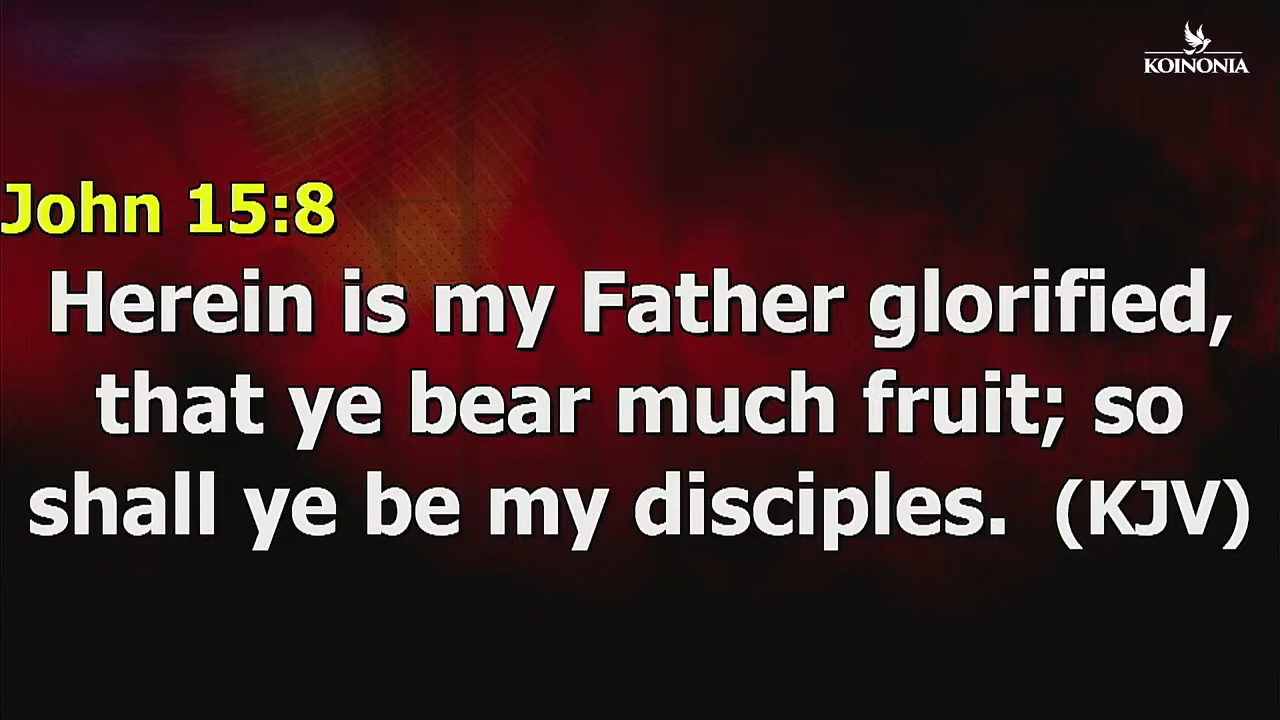 KOINONIA
John 15:8
Herein is my Father glorified,
that ye bear much fruit; so
shall ye be my disciples. (KJV)